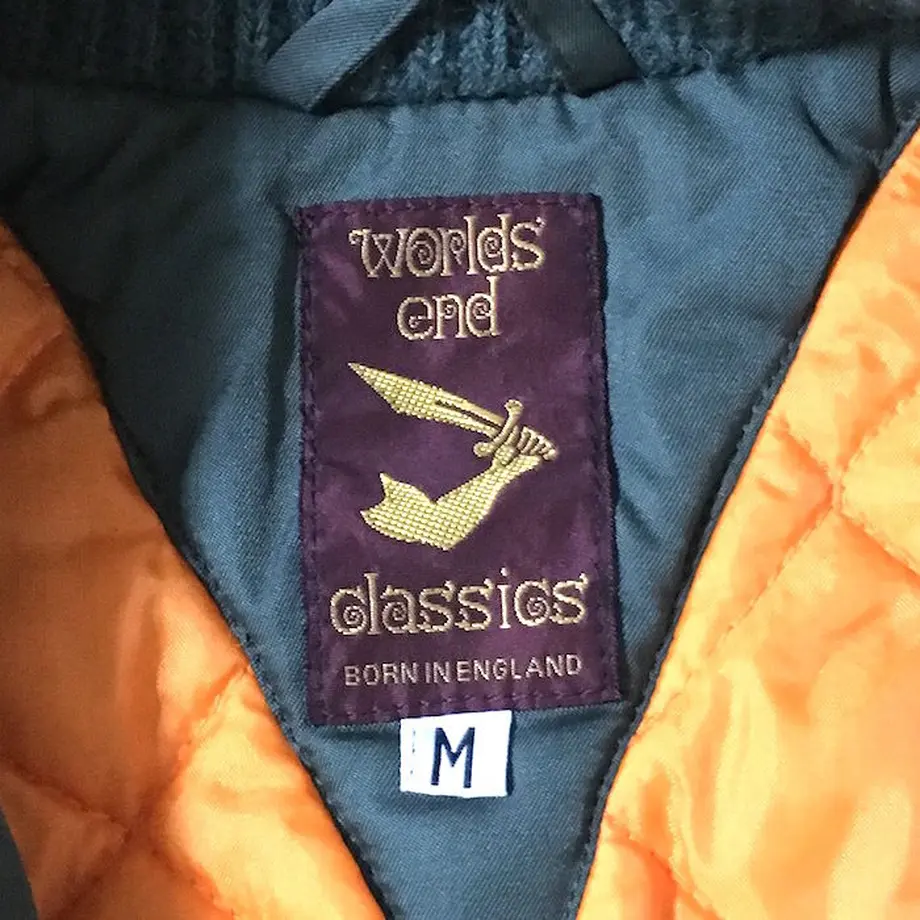 worlds
end
classics
BORN IN ENGLAND
M